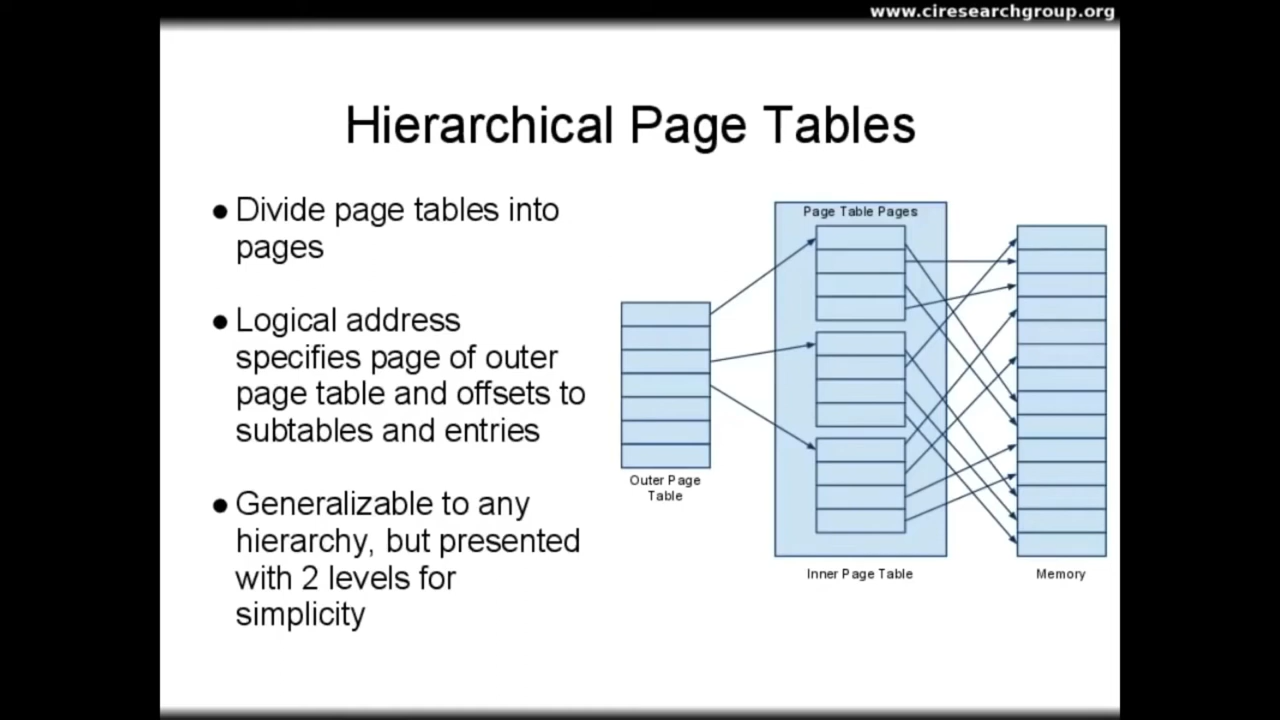 www.ciresearchgroup.org
Hierarchical Page Tables
● Divide page tables into
pages
● Logical address
specifies page of outer
page table and offsets to
subtables and entries
● Generalizable to any
hierarchy, but presented
with 2 levels for
simplicity
Page Table Pages
Outer Page
Table
Inner Page Table
Memory